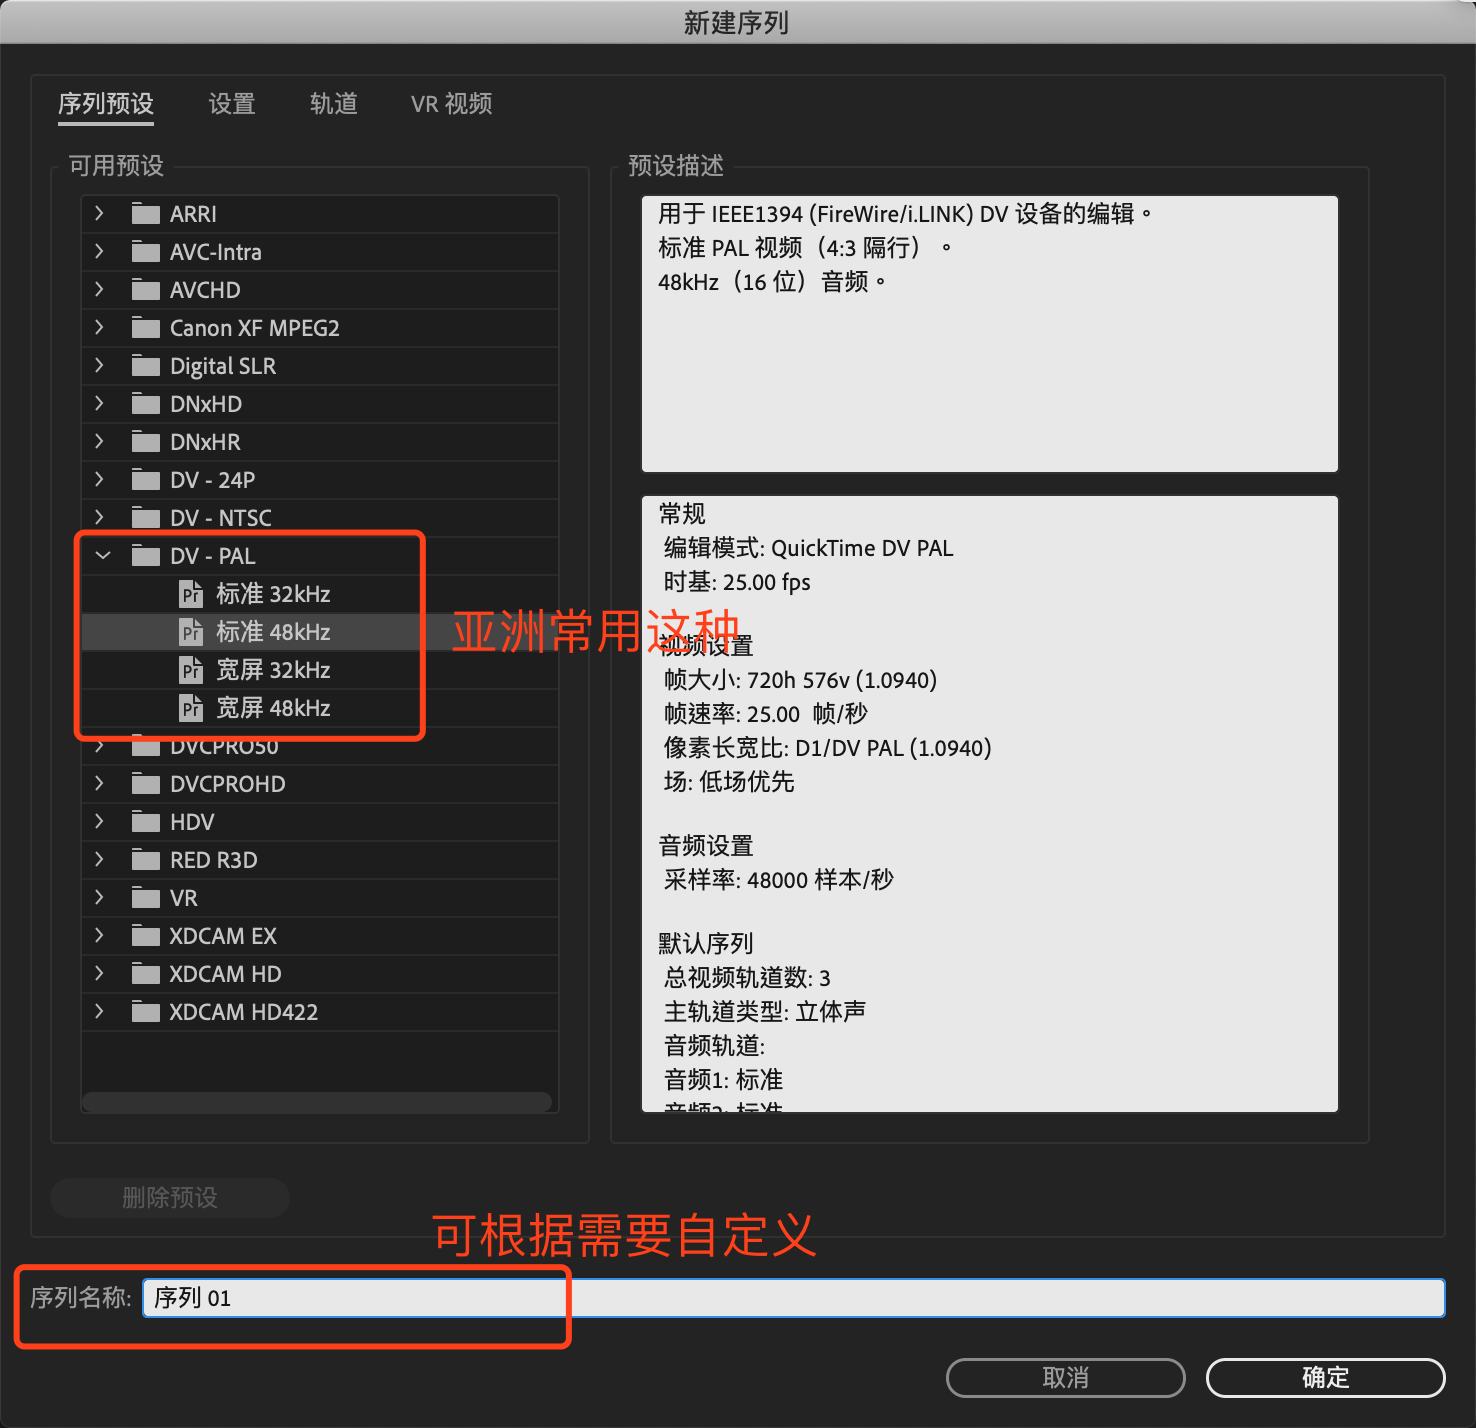 新建序列
序列预设 设置 轨道 VR 视频
可用预设
ARRI
AVC-Intra
AVCHD
Canon XF MPEG2
Digital SLR
DNxHD
DNxHR
DV - 24P
DV - NTSC
DV - PAL
标准 32kHz
标准 48kHz
宽屏 32kHz
宽屏 48kHz
DVCPRO50
DVCPROHD
HDV
RED R3D
VR
XDCAM EX
XDCAM HD
XDCAM HD422
亚洲常用这种
预设描述
用于 IEEE1394 (FireWire/i.LINK) DV 设备的编辑。
标准 PAL 视频（4:3 隔行）。
48kHz（16 位）音频。
常规
编辑模式: QuickTime DV PAL
时基: 25.00 fps
视频设置
帧大小: 720h 576v (1.0940)
帧速率: 25.00 帧/秒
像素长宽比: D1/DV PAL (1.0940)
场: 低场优先
音频设置
采样率: 48000 样本/秒
默认序列
总视频轨道数: 3
主轨道类型: 立体声
音频轨道:
音频1: 标准
音频2: 标准
删除预设
可根据需要自定义
序列名称: 序列 01
取消 确定